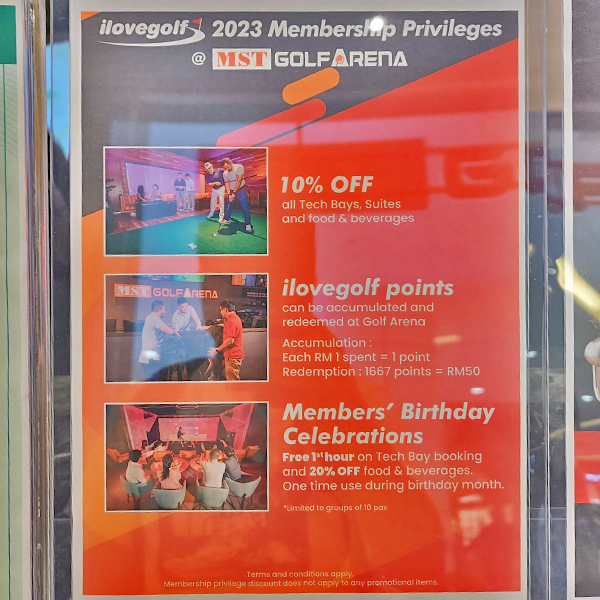 ilovegolf 2023 Membership Privileges
@ MST GOLFARENA
10% OFF
all Tech Bays, Suites
and food & beverages
MST GOLFARENA
ilovegolf points
can be accumulated and
redeemed at Golf Arena
Accumulation :
Each RM 1 spent = 1 point
Redemption : 1667 points = RM50
Members' Birthday
Celebrations
Free 1st hour on Tech Bay booking
and 20% OFF food & beverages.
One time use during birthday month.
*Limited to groups of 10 pax
Terms and conditions apply.
Membership privilege discount does not apply to any promotional items.